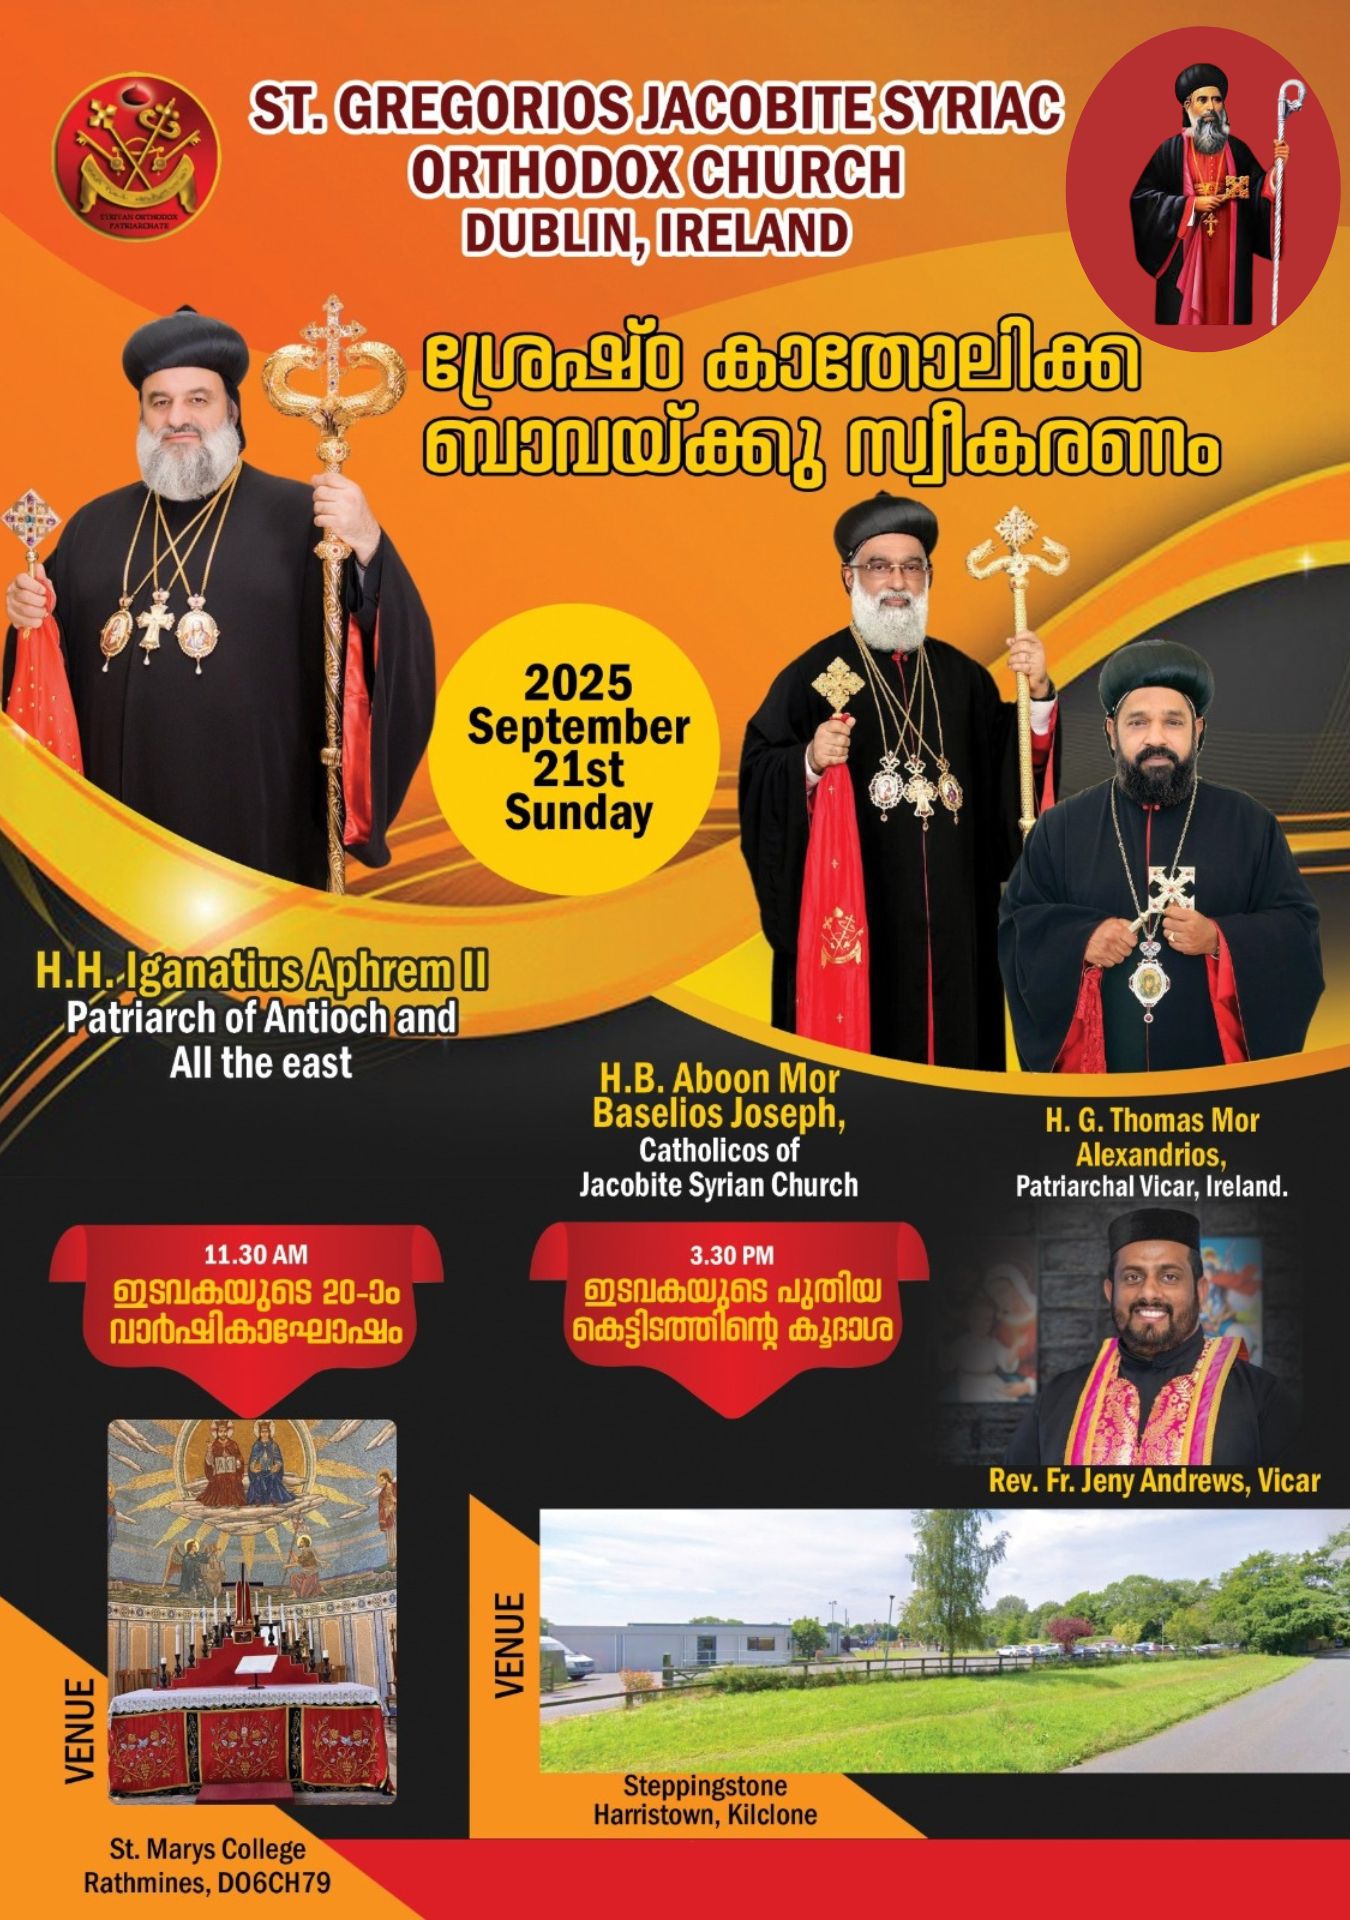 ST. GREGORIOS JACOBITE SYRIAC
ORTHODOX CHURCH
DUBLIN, IRELAND
SYRIAN ORTHODOX
PATRIARCHATE
ശ്രേഷ്ഠ കാതോലിക്ക
ബാവയ്ക്കു സ്വീകരണം
2025
September
21st
Sunday
H.H. Iganatius Aphrem II
Patriarch of Antioch and
All the east
H.B. Aboon Mor
Baselios Joseph,
Catholicos of
Jacobite Syrian Church
H. G. Thomas Mor
Alexandrios,
Patriarchal Vicar, Ireland.
11.30 AM
ഇടവകയുടെ 20-ാം
വാർഷികാഘോഷം
3.30 PM
ഇടവകയുടെ പുതിയ
കെട്ടിടത്തിന്റെ കൂദാശ
Rev. Fr. Jeny Andrews, Vicar
VENUE
St. Marys College
Rathmines, DO6CH79
VENUE
Steppingstone
Harristown, Kilclone